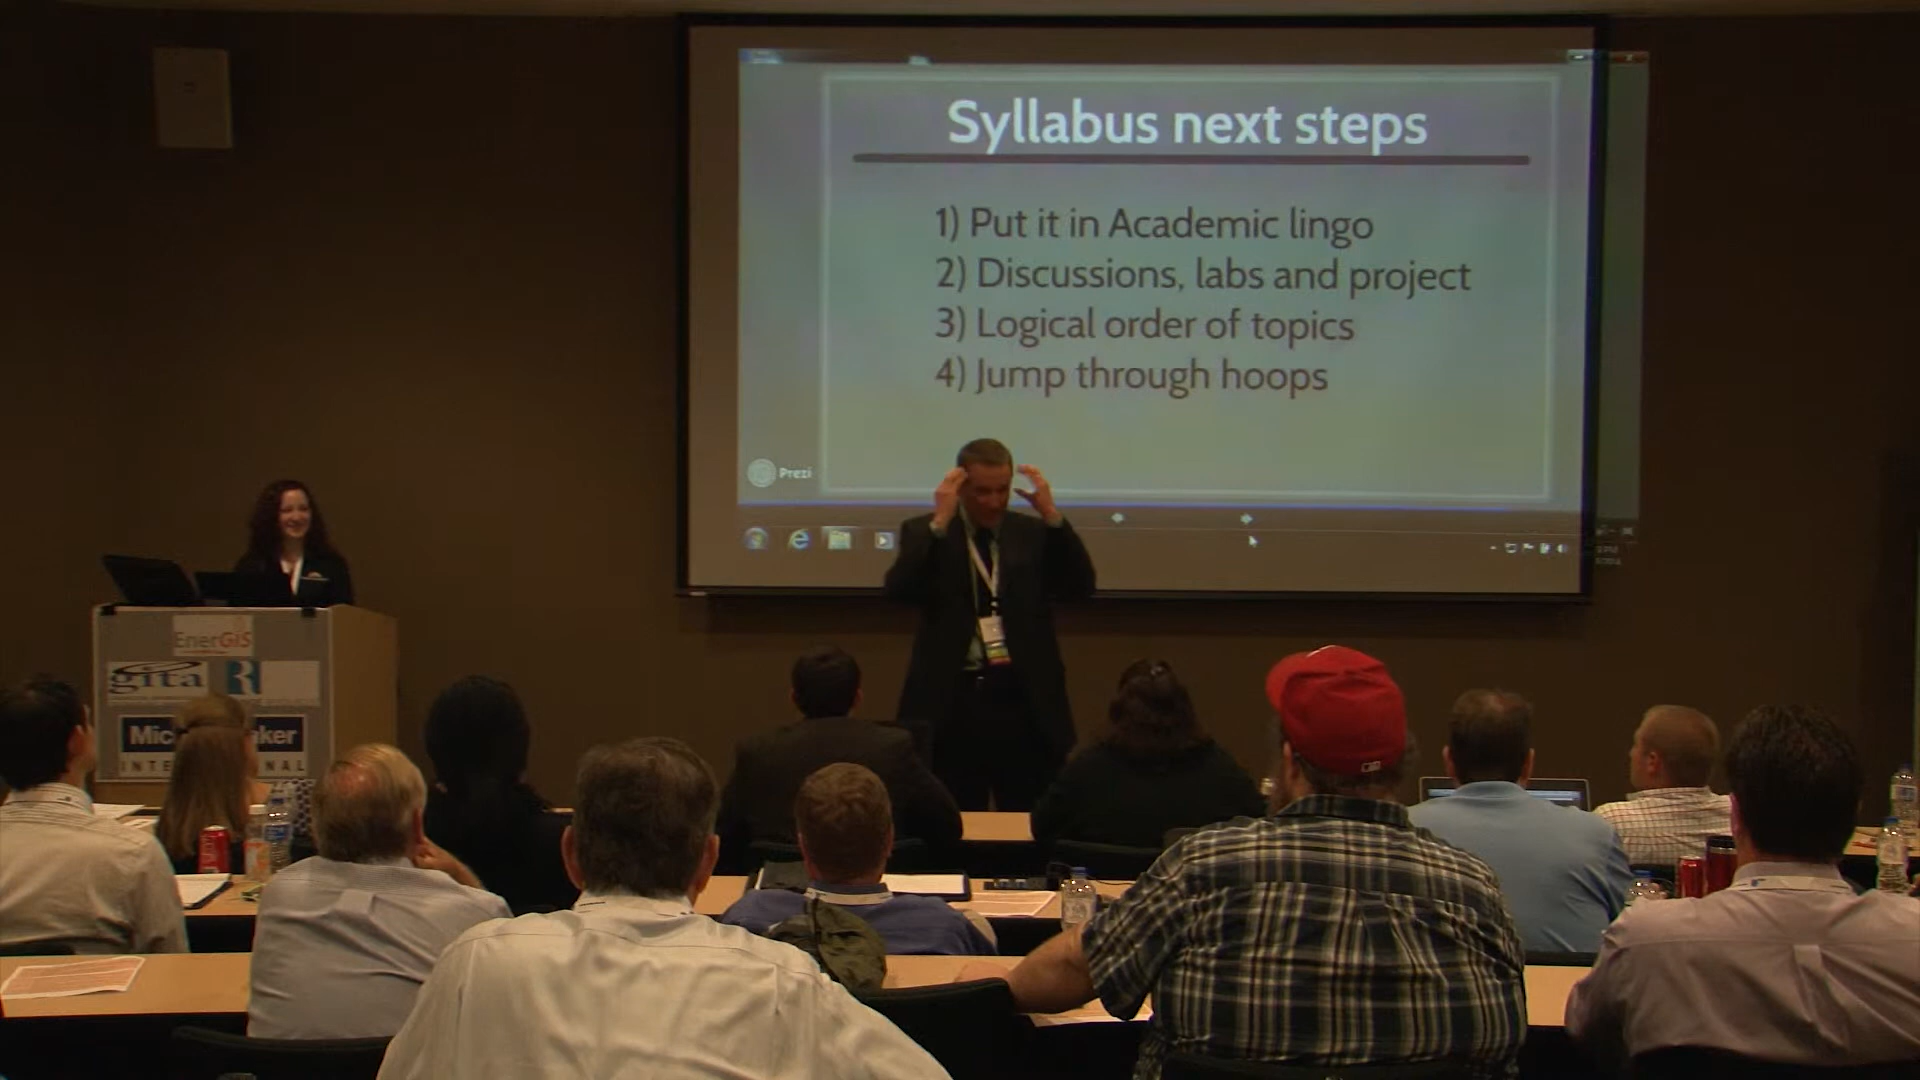 Syllabus next steps
1) Put it in Academic lingo
2) Discussions, labs and project
3) Logical order of topics
4) Jump through hoops
Prezi
EnerGIS
gita
R